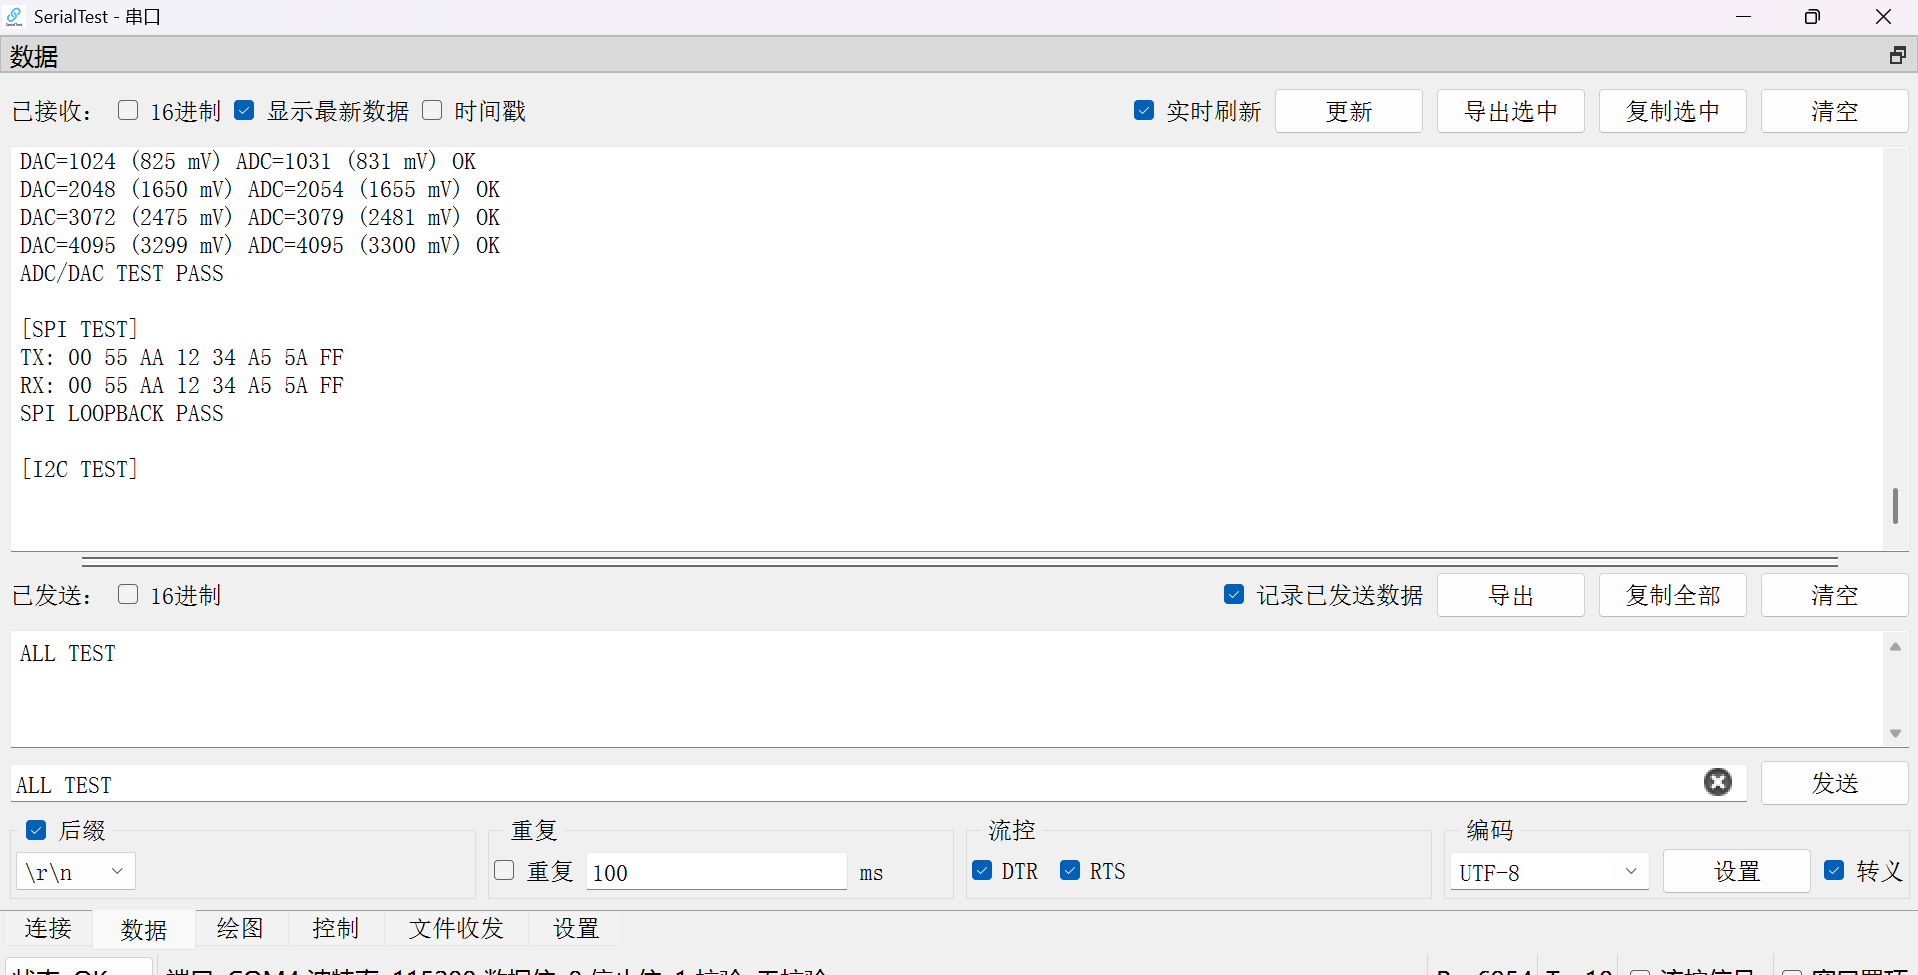 SerialTest - 串口
数据
已接收： 16进制 显示最新数据 时间戳 实时刷新 更新 导出选中 复制选中 清空
DAC=1024 (825 mV) ADC=1031 (831 mV) OK
DAC=2048 (1650 mV) ADC=2054 (1655 mV) OK
DAC=3072 (2475 mV) ADC=3079 (2481 mV) OK
DAC=4095 (3299 mV) ADC=4095 (3300 mV) OK
ADC/DAC TEST PASS
[SPI TEST]
TX: 00 55 AA 12 34 A5 5A FF
RX: 00 55 AA 12 34 A5 5A FF
SPI LOOPBACK PASS
[I2C TEST]
已发送： 16进制 记录已发送数据 导出 复制全部 清空
ALL TEST
ALL TEST 发送
后缀 重复 流控 编码
\r\n 重复 100 ms DTR RTS UTF-8 设置 转义
连接 数据 绘图 控制 文件收发 设置